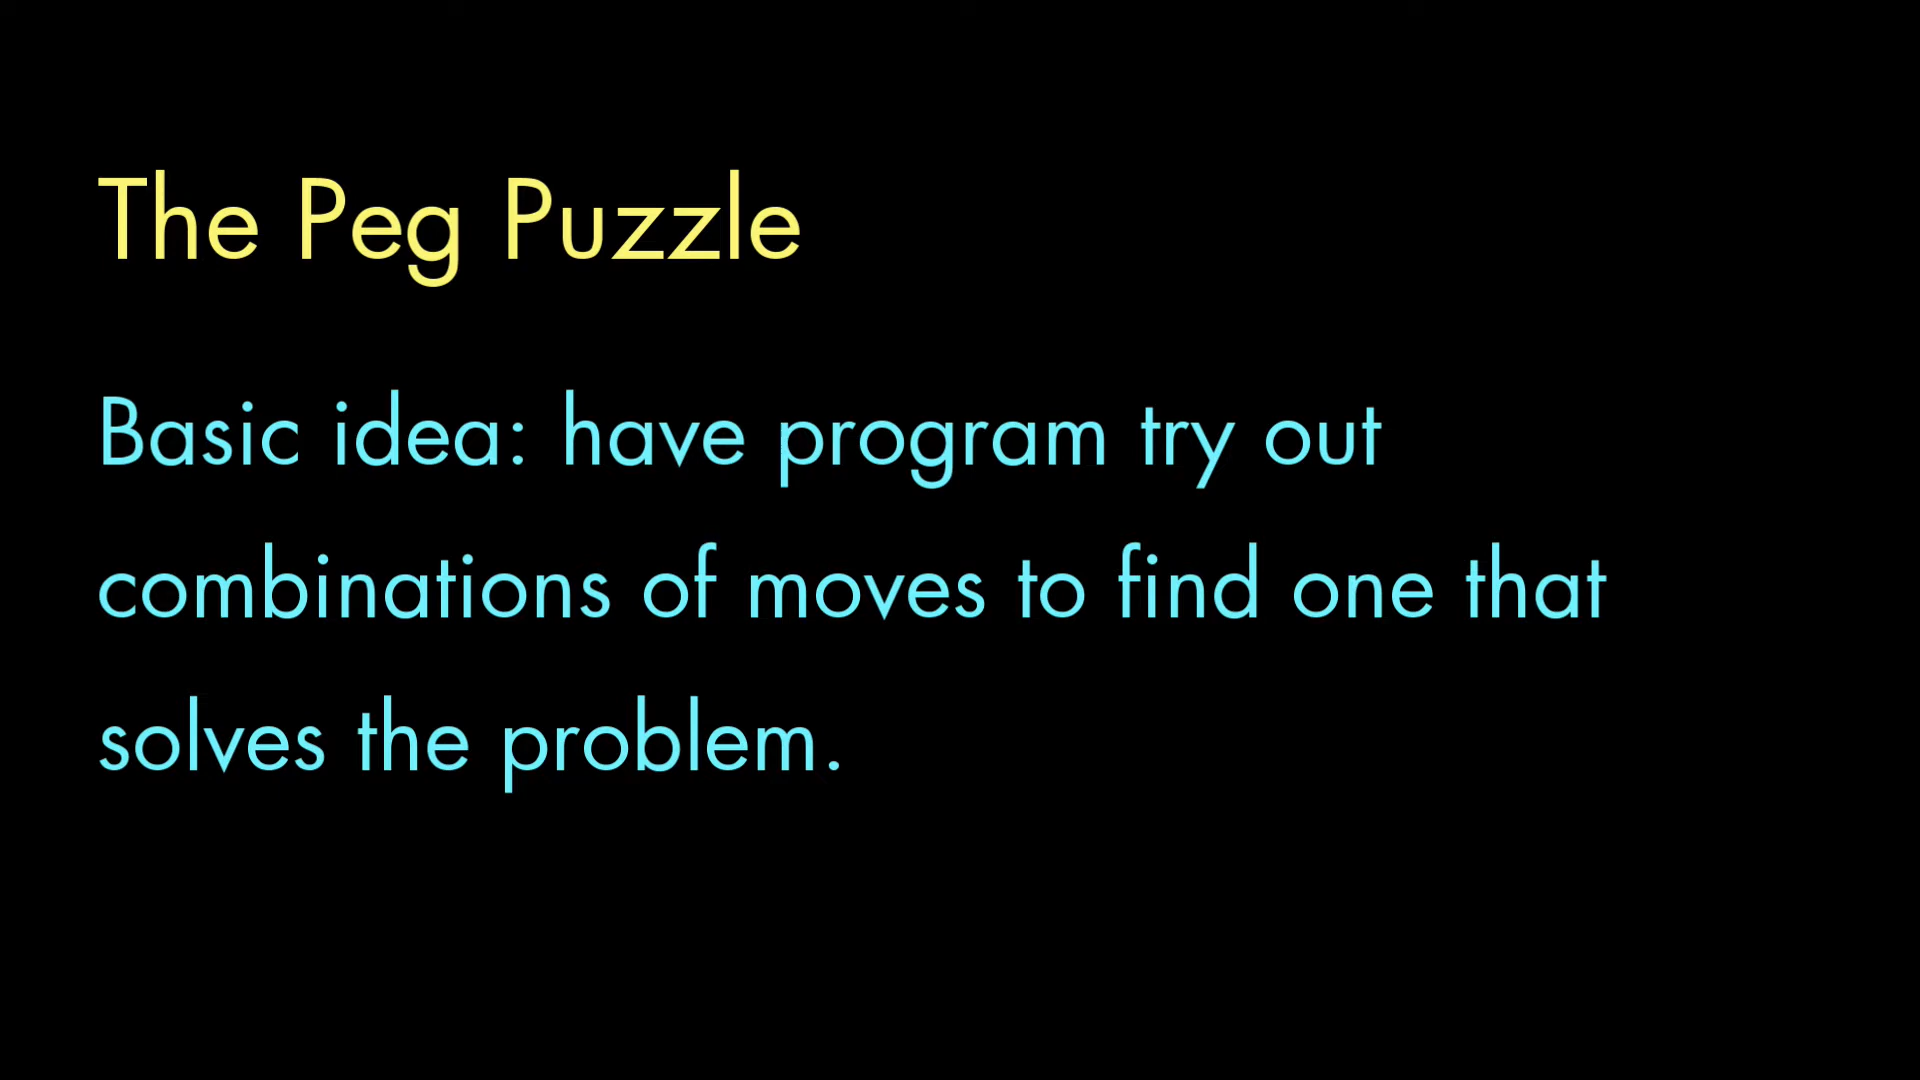 The Peg Puzzle
Basic idea: have program try out
combinations of moves to find one that
solves the problem.